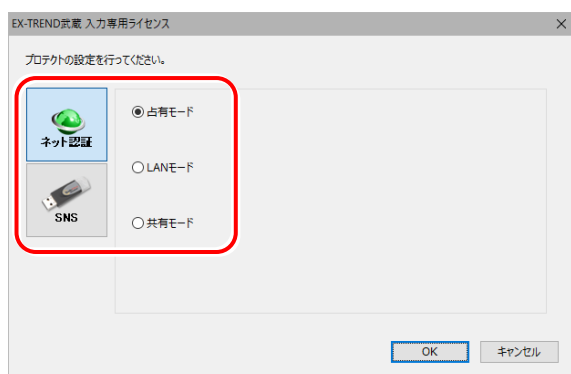 EX-TREND武蔵 入力専用ライセンス
プロテクトの設定を行ってください。
ネット認証
占有モード
LANモード
SNS
共有モード
OK
キャンセル